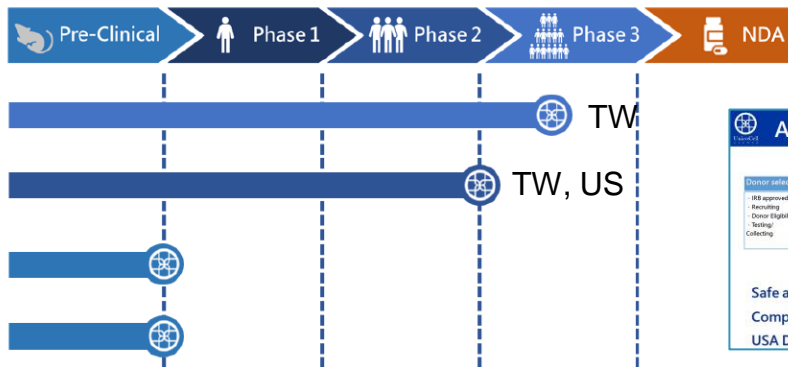 Pre-Clinical
Phase 1
Phase 2
Phase 3
NDA
TW
TW, US
A
Donor selec
- IRB approved
- Recruiting
- Donor Eligibil
- Testing/
Collecting
Safe a
Comp
USA D